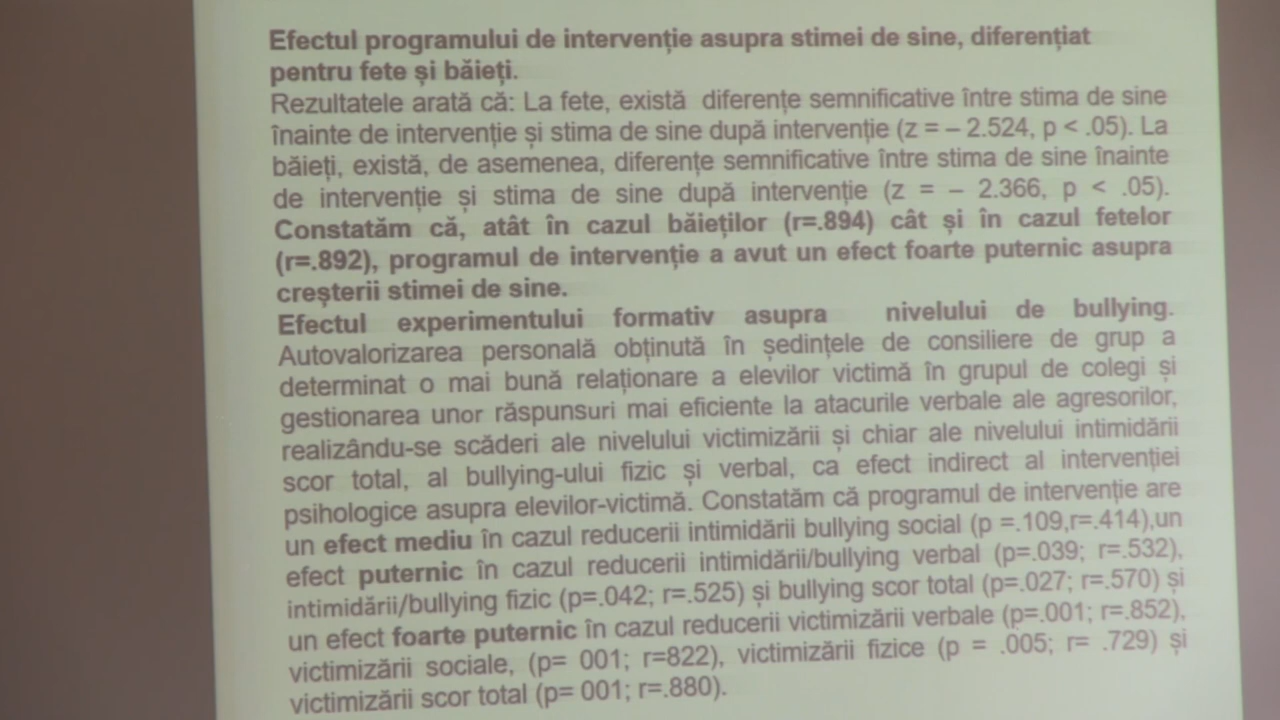 Efectul programului de intervenție asupra stimei de sine, diferențiat
pentru fete și băieți.
Rezultatele arată că: La fete, există diferențe semnificative între stima de sine
înainte de intervenție și stima de sine după intervenție (z = – 2.524, p < .05). La
băieți, există, de asemenea, diferențe semnificative între stima de sine înainte
de intervenție și stima de sine după intervenție (z = – 2.366, p < .05).
Constatăm că, atât în cazul băieților (r=.894) cât și în cazul fetelor
(r=.892), programul de intervenție a avut un efect foarte puternic asupra
creșterii stimei de sine.
Efectul experimentului formativ asupra nivelului de bullying.
Autovalorizarea personală obținută în ședințele de consiliere de grup a
determinat o mai bună relaționare a elevilor victimă în grupul de colegi și
gestionarea unor răspunsuri mai eficiente la atacurile verbale ale agresorilor,
realizându-se scăderi ale nivelului victimizării și chiar ale nivelului intimidării
scor total, al bullying-ului fizic și verbal, ca efect indirect al intervenției
psihologice asupra elevilor-victimă. Constatăm că programul de intervenție are
un efect mediu în cazul reducerii intimidării bullying social (p =.109,r=.414),un
efect puternic în cazul reducerii intimidării/bullying verbal (p=.039; r=.532),
intimidării/bullying fizic (p=.042; r=.525) și bullying scor total (p=.027; r=.570) și
un efect foarte puternic în cazul reducerii victimizării verbale (p=.001; r=.852),
victimizării sociale, (p= 001; r=822), victimizării fizice (p = .005; r= .729) și
victimizării scor total (p= 001; r=.880).